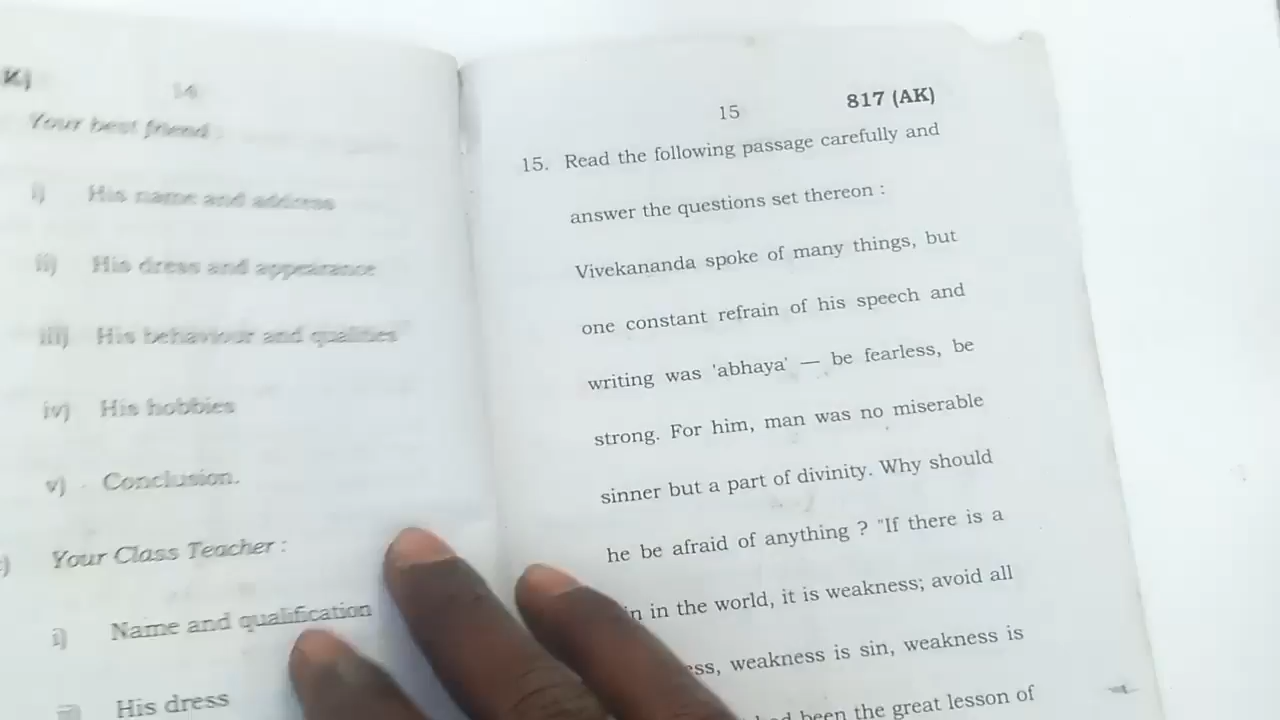 14
Your best friend :
i) His name and address
ii) His dress and appearance
iii) His behaviour and qualities
iv) His hobbies
v) Conclusion.
Your Class Teacher :
i) Name and qualification
His dress
15
817 (AK)
15. Read the following passage carefully and
answer the questions set thereon :
Vivekananda spoke of many things, but
one constant refrain of his speech and
writing was 'abhaya' — be fearless, be
strong. For him, man was no miserable
sinner but a part of divinity. Why should
he be afraid of anything ? "If there is a
in the world, it is weakness; avoid all
weakness is sin, weakness is
been the great lesson of